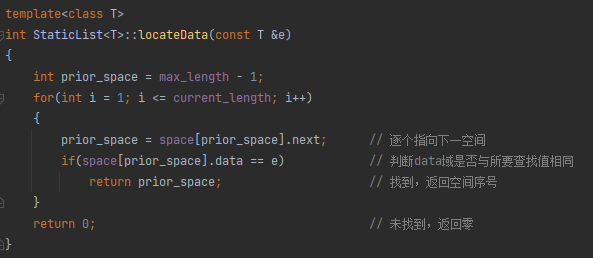 template<class T>
int StaticList<T>::locateData(const T &e)
{
    int prior_space = max_length - 1;
    for(int i = 1; i <= current_length; i++)
    {
        prior_space = space[prior_space].next;      // 逐个指向下一空间
        if(space[prior_space].data == e)            // 判断data域是否与所要查找值相同
            return prior_space;                     // 找到，返回空间序号
    }
    return 0;                                       // 未找到，返回零
}